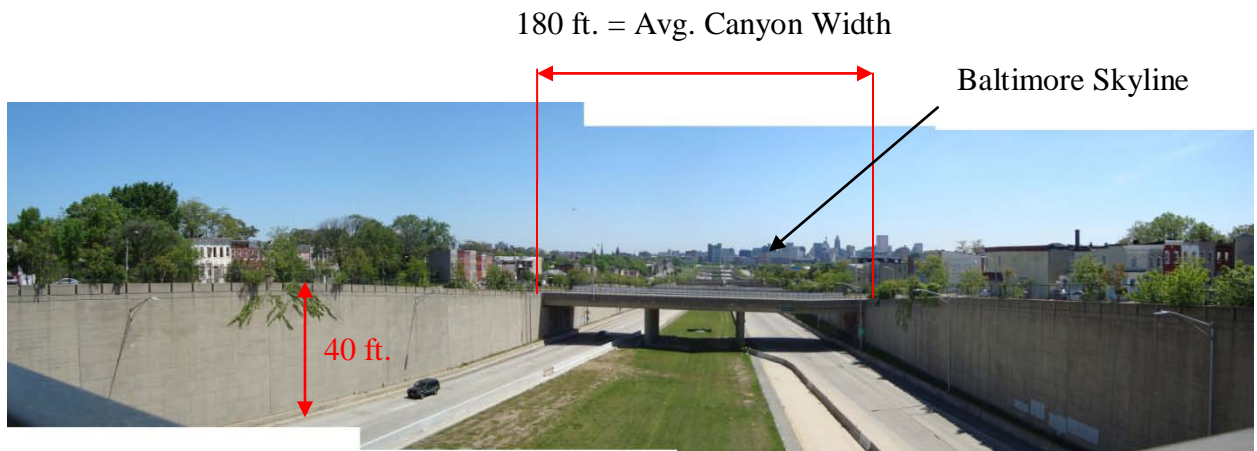 180 ft. = Avg. Canyon Width
Baltimore Skyline
40 ft.